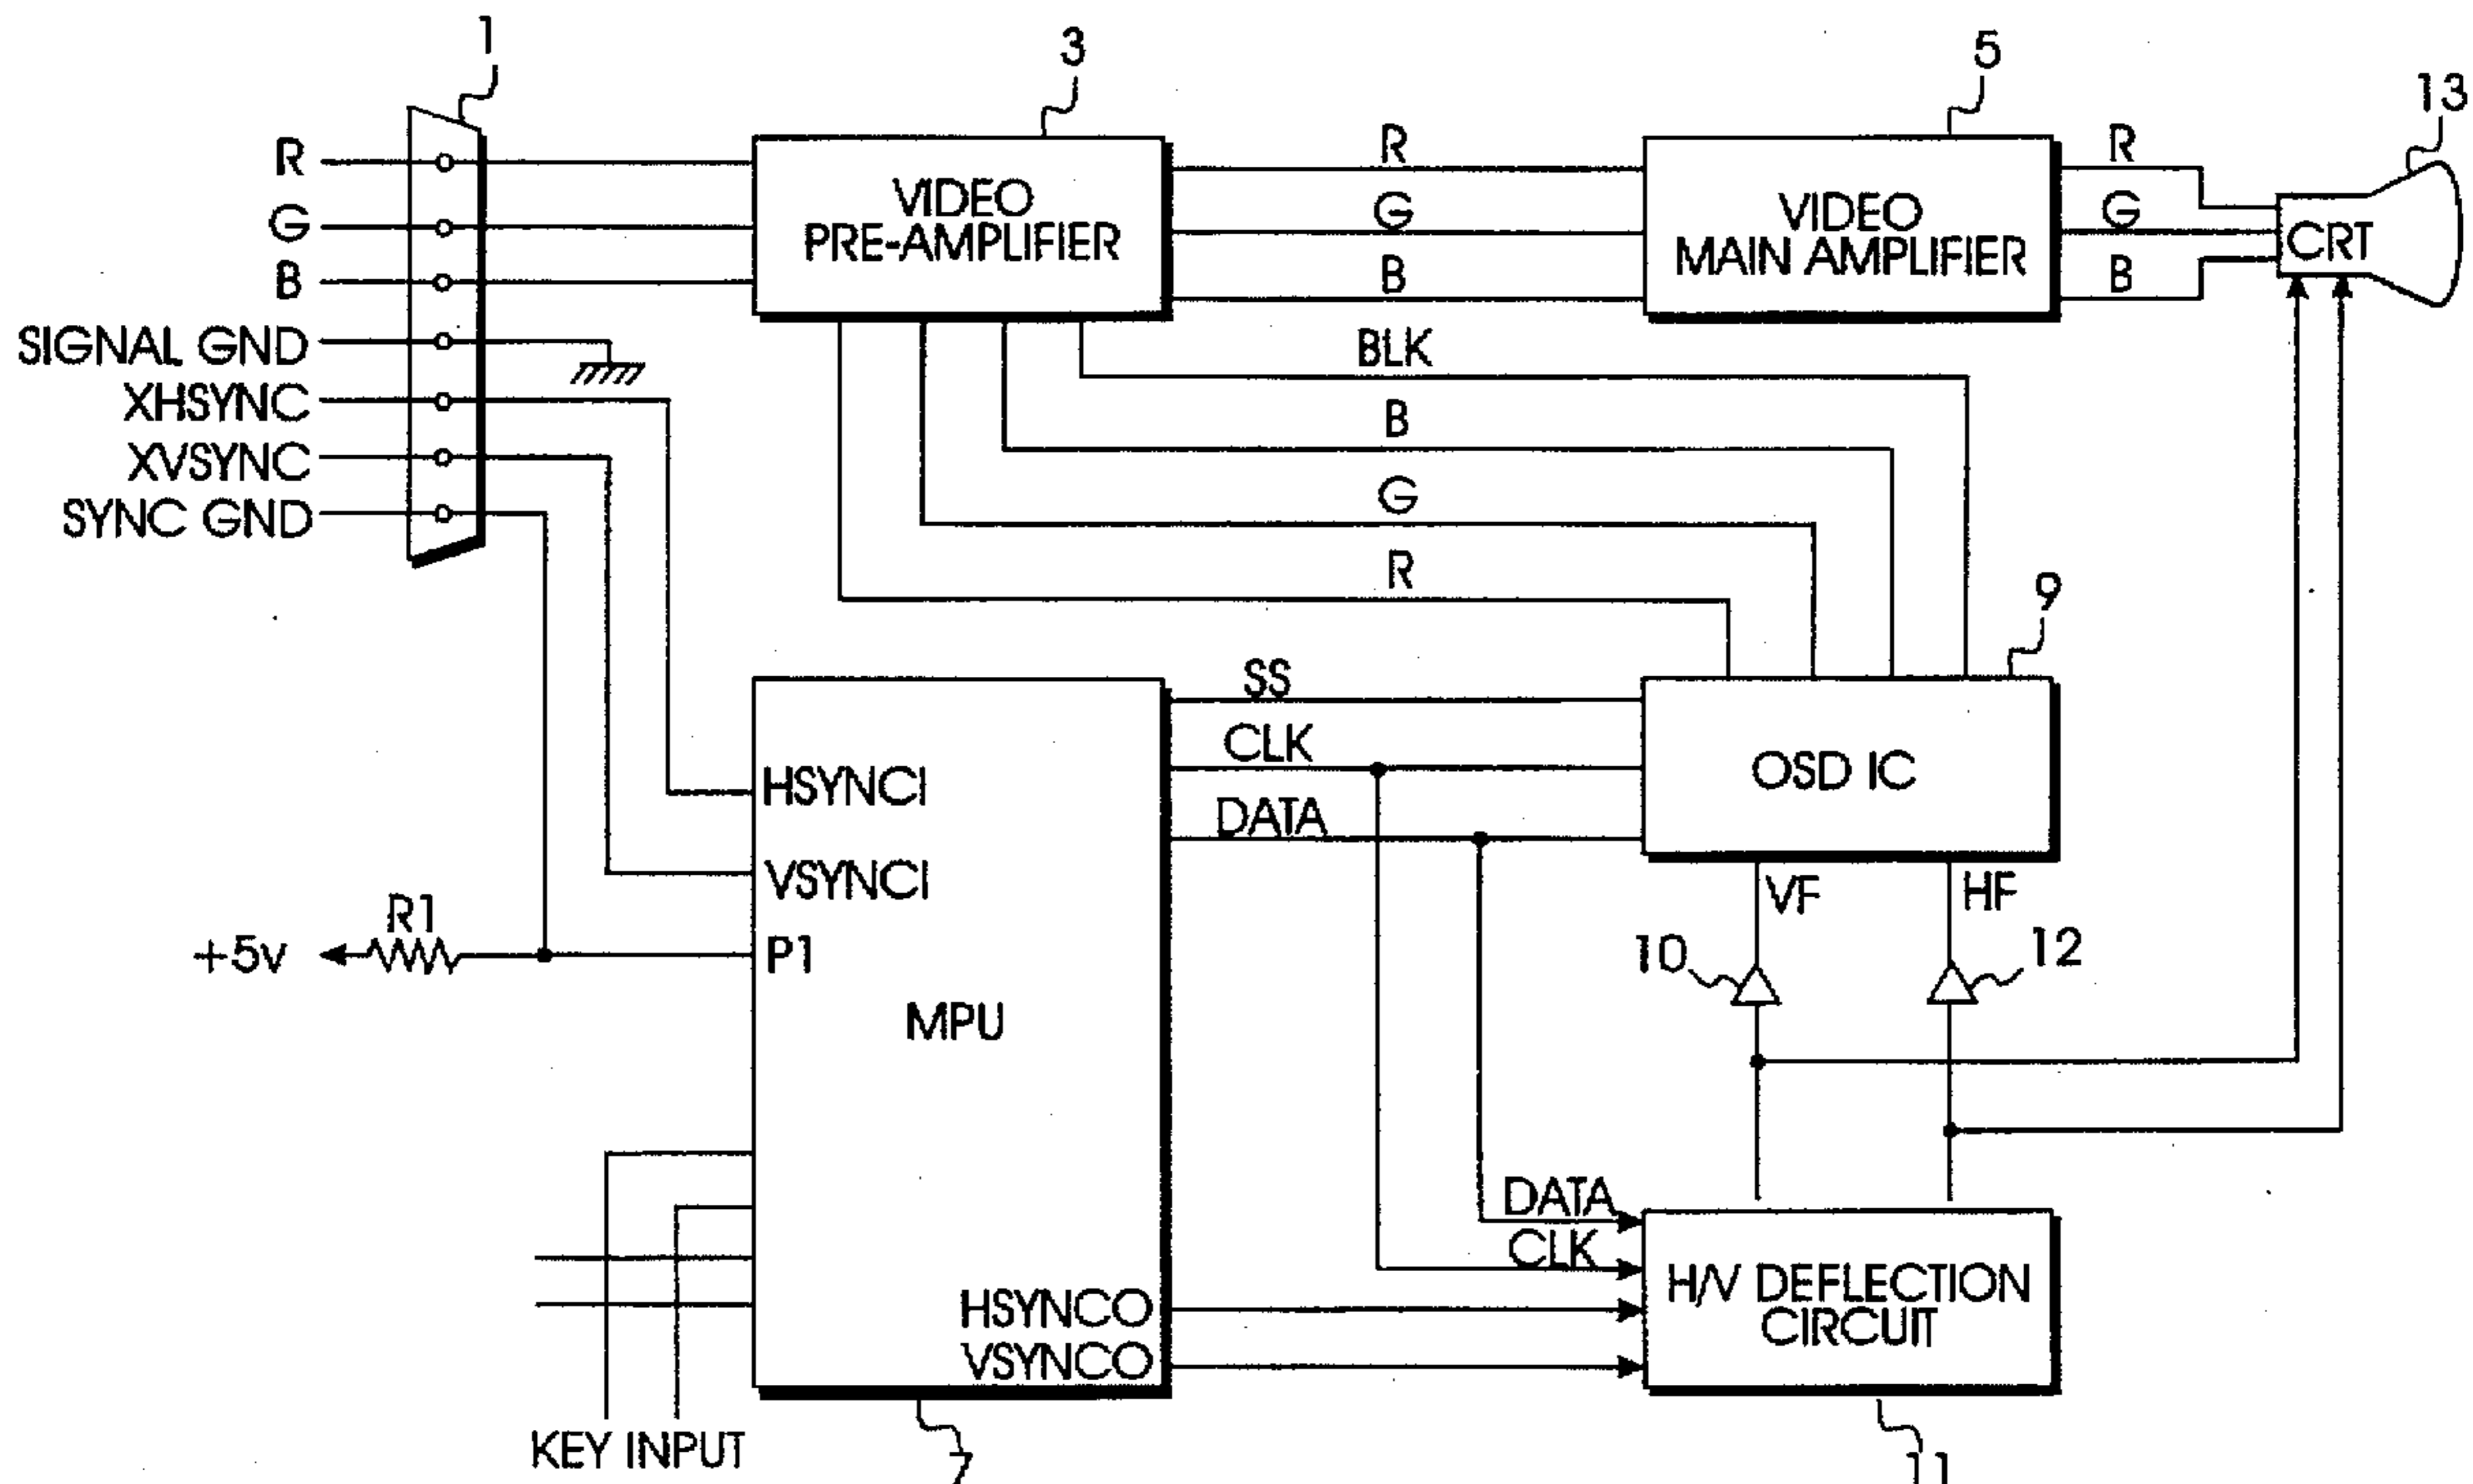 1
3
5
13
R
G
B
SIGNAL GND
XHSYNC
XVSYNC
SYNC GND
VIDEO
PRE-AMPLIFIER
R
G
B
VIDEO
MAIN AMPLIFIER
R
G
B
CRT
BLK
B
G
R
9
SS
CLK
DATA
OSD IC
HSYNCI
VSYNCI
P1
MPU
R1
+5v
VF
HF
10
12
DATA
CLK
HSYNCO
VSYNCO
H/V DEFLECTION
CIRCUIT
KEY INPUT
7
11